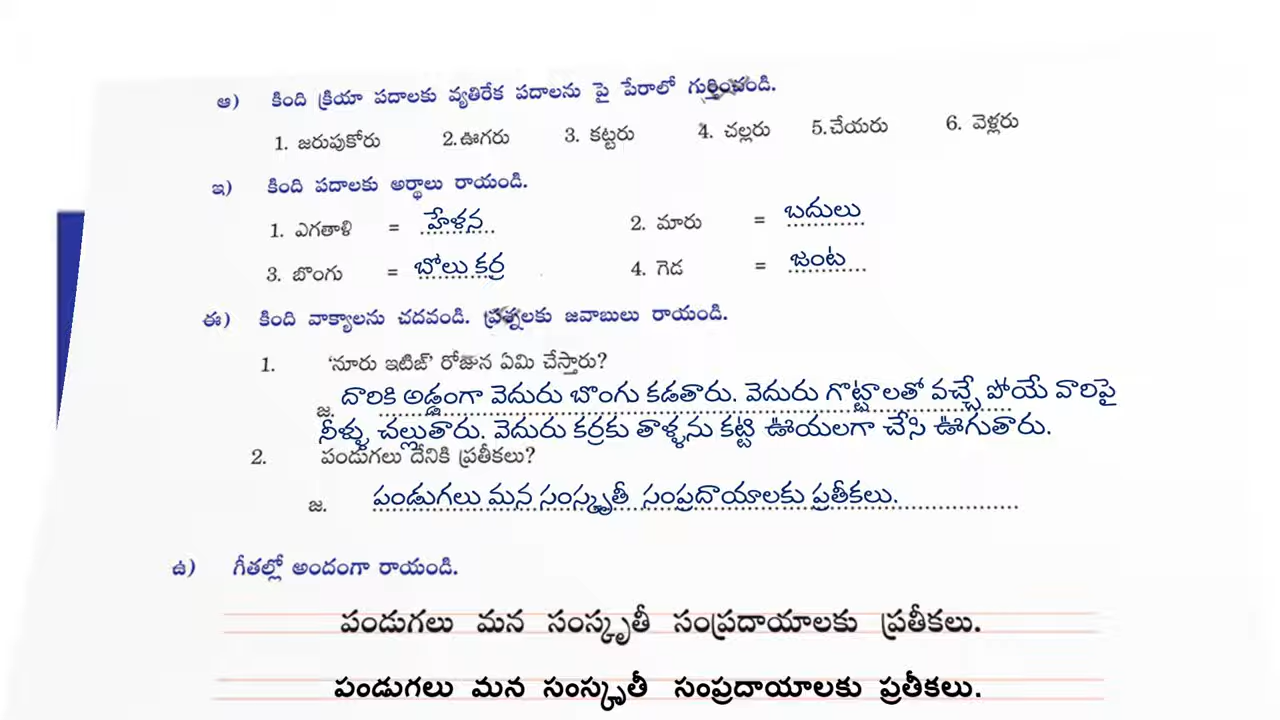 ఆ) కింది క్రియా పదాలకు వ్యతిరేక పదాలను పై పేరాలో గుర్తించండి.
1. జరుపుకోరు 2.ఊగరు 3. కట్టరు 4. చల్లరు 5.చేయరు 6. వెళ్లరు
ఇ) కింది పదాలకు అర్థాలు రాయండి.
1. ఎగతాళి = హేళన 2. మారు = బదులు
3. బొంగు = బోలు కర్ర 4. గెడ = జంట
ఈ) కింది వాక్యాలను చదవండి. ప్రశ్నలకు జవాబులు రాయండి.
1. ‘నూరు ఇటిజ్’ రోజున ఏమి చేస్తారు?
జ. దారికి అడ్డంగా వెదురు బొంగు కడతారు. వెదురు గొట్టాలతో వచ్చే పోయే వారిపై
నీళ్ళు చల్లుతారు. వెదురు కర్రకు తాళ్ళను కట్టి ఊయలగా చేసి ఊగుతారు.
2. పండుగలు దేనికి ప్రతీకలు?
జ. పండుగలు మన సంస్కృతీ సంప్రదాయాలకు ప్రతీకలు.
ఉ) గీతల్లో అందంగా రాయండి.
పండుగలు మన సంస్కృతీ సంప్రదాయాలకు ప్రతీకలు.
పండుగలు మన సంస్కృతీ సంప్రదాయాలకు ప్రతీకలు.